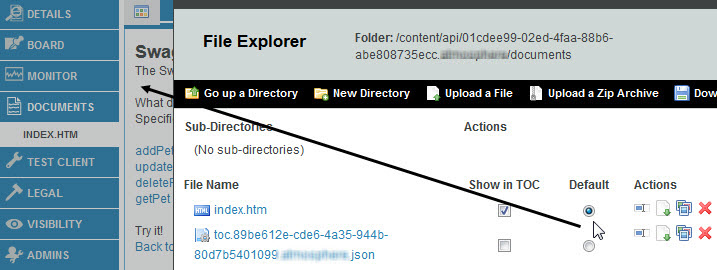 DETAILS
BOARD
MONITOR
DOCUMENTS
INDEX.HTM
TEST CLIENT
LEGAL
VISIBILITY
ADMINS
Swag
The Sw
What d
Specifi
addPet
update
deleteP
getPet
Try it!
Back to
File Explorer
Folder: /content/api/01cdee99-02ed-4faa-88b6-
abe808735ecc.atmosphere/documents
Go up a Directory
New Directory
Upload a File
Upload a Zip Archive
Dow
Sub-Directories
Actions
(No sub-directories)
File Name
Show in TOC
Default
Actions
index.htm
toc.89be612e-cde6-4a35-944b-
80d7b5401099.atmosphere.json